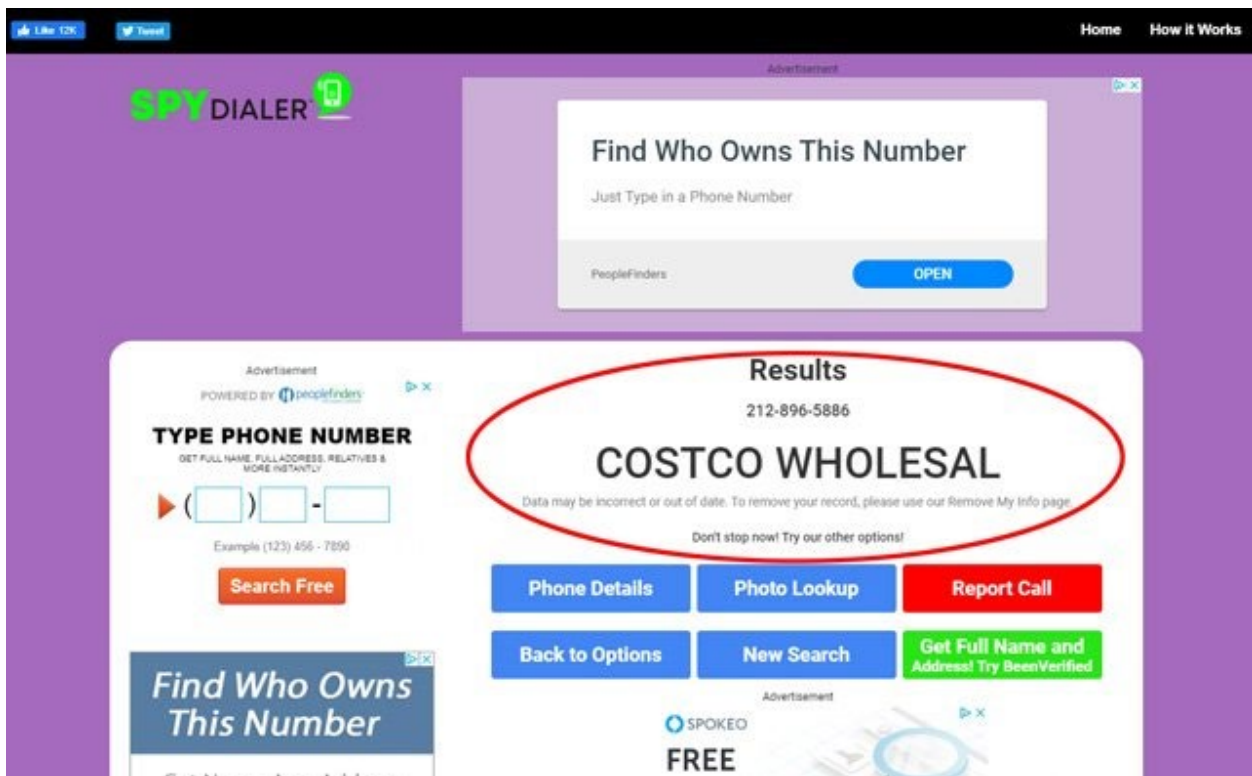 Like 12K
Tweet
Home
How it Works
SPY DIALER
Advertisement
Find Who Owns This Number
Just Type in a Phone Number
PeopleFinders
OPEN
Advertisement
POWERED BY peoplefinders
TYPE PHONE NUMBER
GET FULL NAME, FULL ADDRESS, RELATIVES &
MORE INSTANTLY
( ) -
Example (123) 456 - 7890
Search Free
Find Who Owns
This Number
Results
212-896-5886
COSTCO WHOLESAL
Data may be incorrect or out of date. To remove your record, please use our Remove My Info page
Don't stop now! Try our other options!
Phone Details
Photo Lookup
Report Call
Back to Options
New Search
Get Full Name and
Address! Try BeenVerified
Advertisement
SPOKEO
FREE